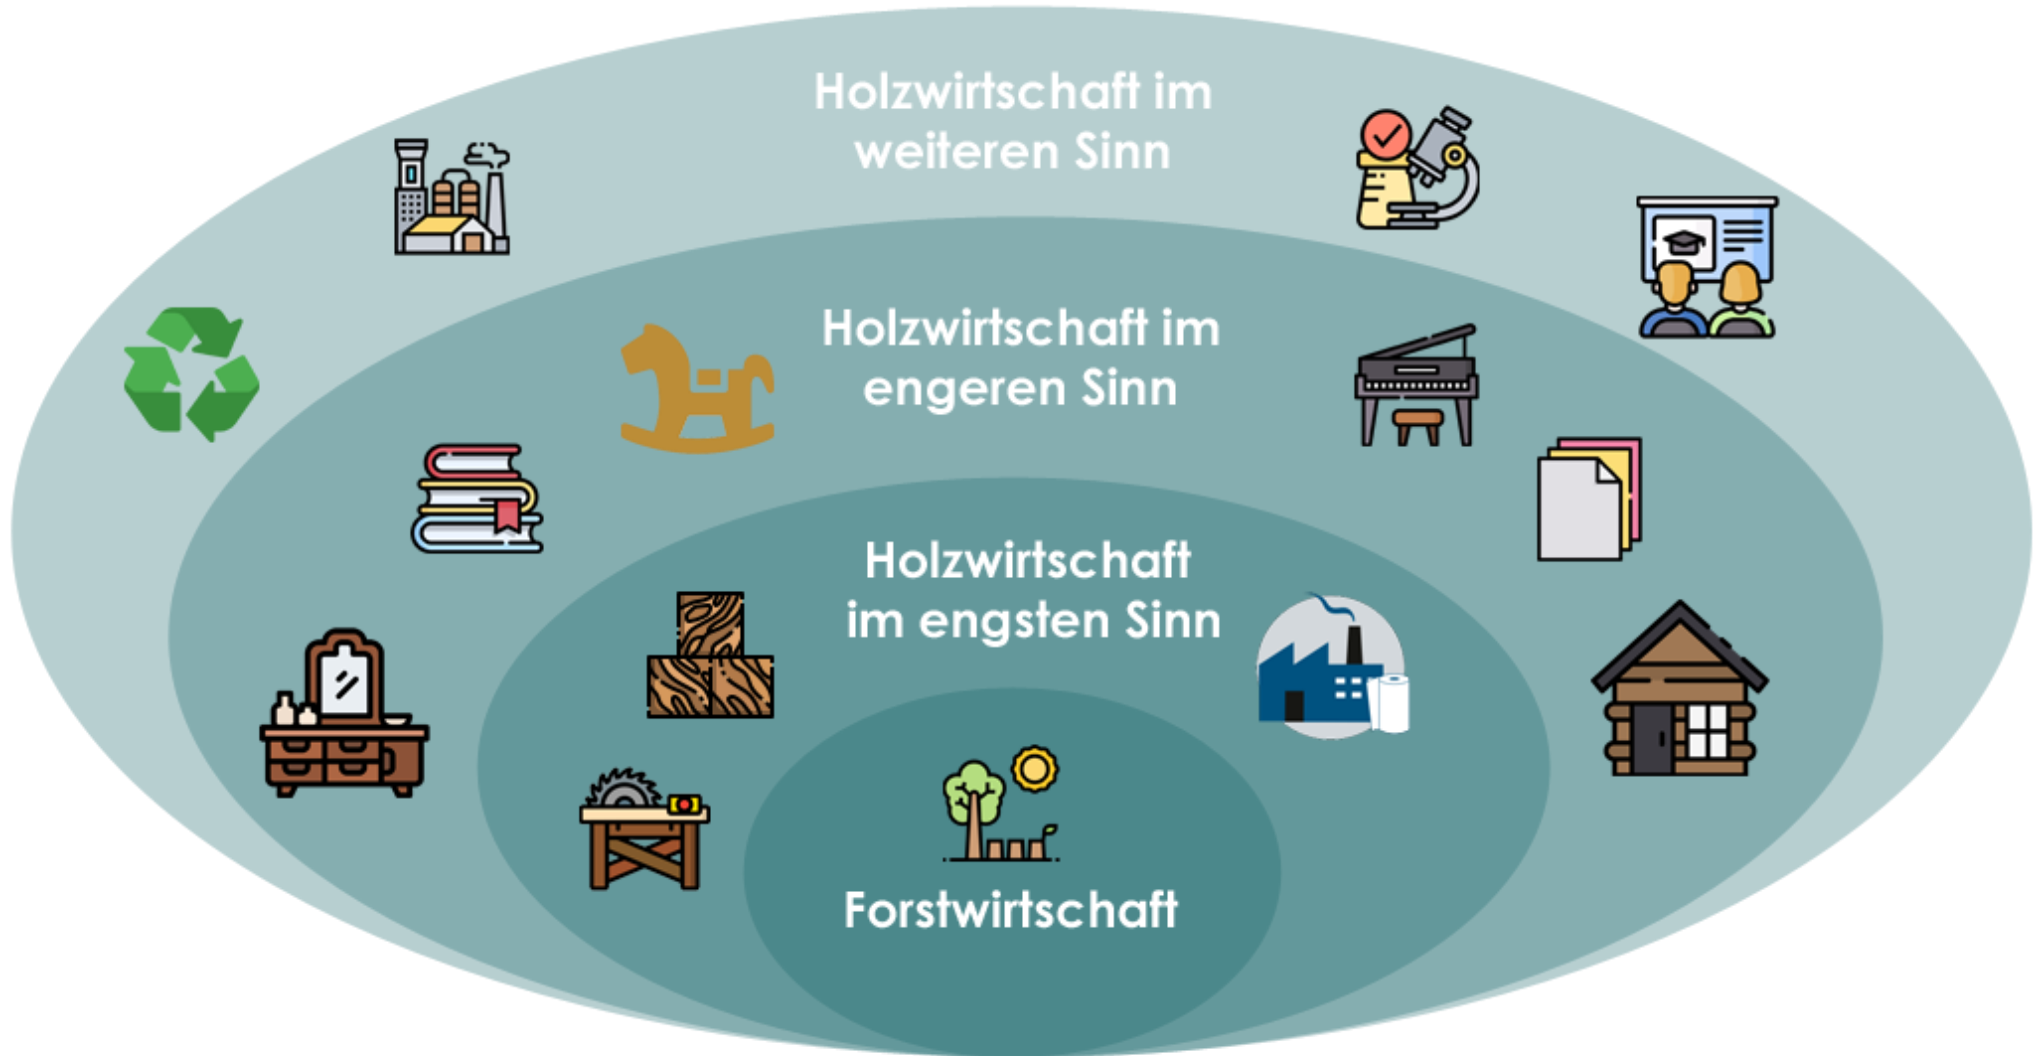 Holzwirtschaft im
weiteren Sinn
Holzwirtschaft im
engeren Sinn
Holzwirtschaft
im engsten Sinn
Forstwirtschaft